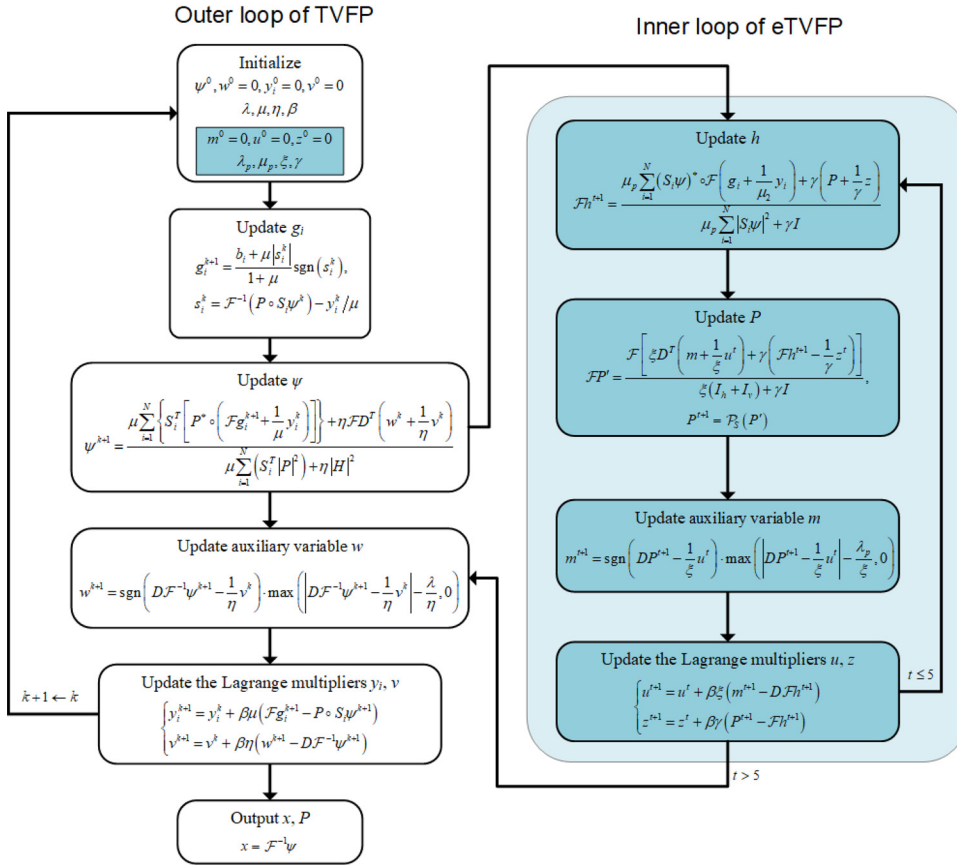 Outer loop of TVFP
Initialize
ψ⁰, w⁰ = 0, yᵢ⁰ = 0, v⁰ = 0
λ, μ, η, β
m⁰ = 0, u⁰ = 0, z⁰ = 0
λₚ, μₚ, ξ, γ
Update gᵢ
gᵢᵏ⁺¹ = (bᵢ + μ|sᵢᵏ|)/(1 + μ) sgn(sᵢᵏ),
sᵢᵏ = ℱ⁻¹(P ∘ Sᵢψᵏ) − yᵢᵏ/μ
Update ψ
ψᵏ⁺¹ = (μ∑ᵢ₌₁ᴺ{Sᵢᵀ[P* ∘ (ℱgᵢᵏ⁺¹ + (1/μ)yᵢᵏ)]} + ηℱDᵀ(wᵏ + (1/η)vᵏ))/(μ∑ᵢ₌₁ᴺ(Sᵢᵀ|P|²) + η|H|²)
Update auxiliary variable w
wᵏ⁺¹ = sgn(Dℱ⁻¹ψᵏ⁺¹ − (1/η)vᵏ) · max(|Dℱ⁻¹ψᵏ⁺¹ − (1/η)vᵏ| − λ/η, 0)
Update the Lagrange multipliers yᵢ, v
{yᵢᵏ⁺¹ = yᵢᵏ + βμ(ℱgᵢᵏ⁺¹ − P ∘ Sᵢψᵏ⁺¹)
vᵏ⁺¹ = vᵏ + βη(wᵏ⁺¹ − Dℱ⁻¹ψᵏ⁺¹)
k+1 ← k
Output x, P
x = ℱ⁻¹ψ
Inner loop of eTVFP
Update h
ℱhᵗ⁺¹ = (μₚ∑ᵢ₌₁ᴺ(Sᵢψ)* ∘ ℱ(gᵢ + (1/μ₂)yᵢ) + γ(P + (1/γ)z))/(μₚ∑ᵢ₌₁ᴺ|Sᵢψ|² + γI)
Update P
ℱP′ = ℱ[ξDᵀ(m + (1/ξ)uᵗ) + γ(ℱhᵗ⁺¹ − (1/γ)zᵗ)]/(ξ(Iₕ + Iᵥ) + γI),
Pᵗ⁺¹ = 𝒫_S(P′)
Update auxiliary variable m
mᵗ⁺¹ = sgn(DPᵗ⁺¹ − (1/ξ)uᵗ) · max(|DPᵗ⁺¹ − (1/ξ)uᵗ| − λₚ/ξ, 0)
Update the Lagrange multipliers u, z
{uᵗ⁺¹ = uᵗ + βξ(mᵗ⁺¹ − Dℱhᵗ⁺¹)
zᵗ⁺¹ = zᵗ + βγ(Pᵗ⁺¹ − ℱhᵗ⁺¹)
t ≤ 5
t > 5